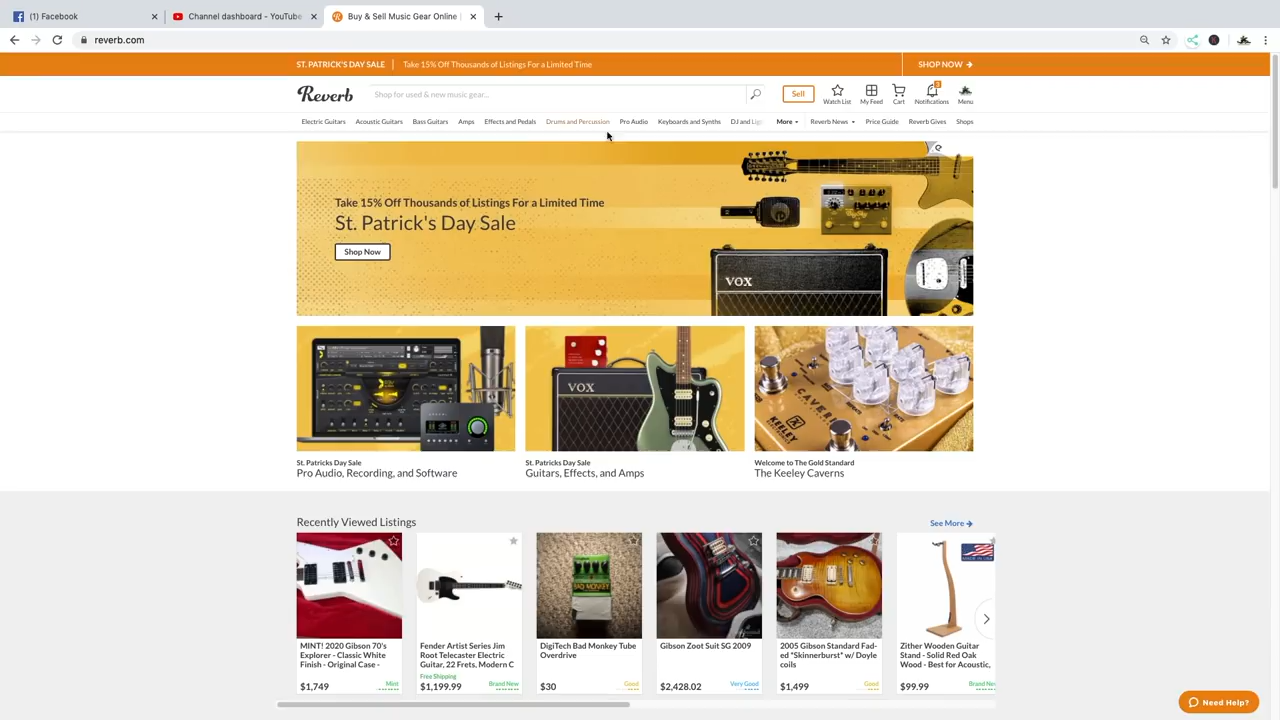 (1) Facebook
Channel dashboard - YouTube
Buy & Sell Music Gear Online |
reverb.com
ST. PATRICK'S DAY SALE
Take 15% Off Thousands of Listings For a Limited Time
SHOP NOW
Reverb
Shop for used & new music gear...
Sell
Watch List
My Feed
Cart
Notifications
Menu
Electric Guitars
Acoustic Guitars
Bass Guitars
Amps
Effects and Pedals
Drums and Percussion
Pro Audio
Keyboards and Synths
DJ and Lig
More
Reverb News
Price Guide
Reverb Gives
Shops
Take 15% Off Thousands of Listings For a Limited Time
St. Patrick's Day Sale
Shop Now
VOX
VOX
KEELEY
St. Patricks Day Sale
Pro Audio, Recording, and Software
St. Patricks Day Sale
Guitars, Effects, and Amps
Welcome to The Gold Standard
The Keeley Caverns
Recently Viewed Listings
See More
BAD MONKEY
MADE IN USA
MINT! 2020 Gibson 70's
Explorer - Classic White
Finish - Original Case -
$1,749
Mint
Fender Artist Series Jim
Root Telecaster Electric
Guitar, 22 Frets, Modern C
Free Shipping
$1,199.99
Brand New
DigiTech Bad Monkey Tube
Overdrive
$30
Good
Gibson Zoot Suit SG 2009
$2,428.02
Very Good
2005 Gibson Standard Fad-
ed *Skinnerburst* w/ Doyle
coils
$1,499
Good
Zither Wooden Guitar
Stand - Solid Red Oak
Wood - Best for Acoustic,
$99.99
Brand Ne
Need Help?